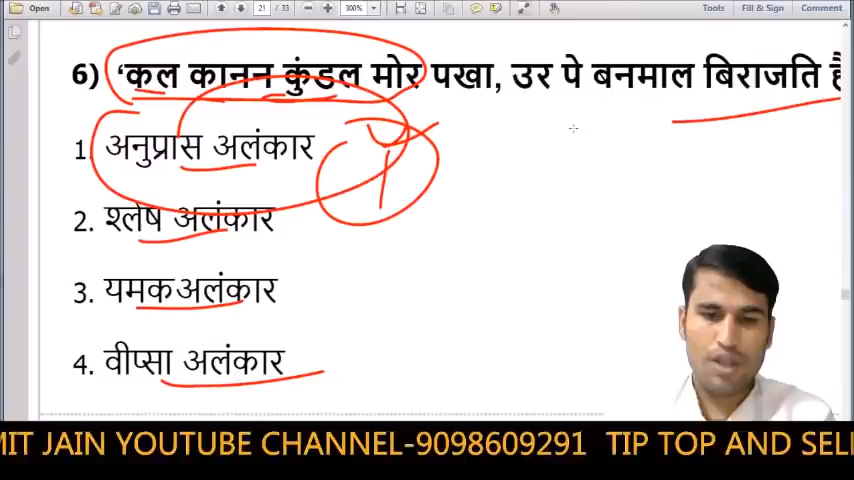 Open
21 / 33
300%
Tools
Fill & Sign
Comment
6) ‘कल कानन कुंडल मोर पखा, उर पे बनमाल बिराजति है
1. अनुप्रास अलंकार
2. श्लेष अलंकार
3. यमकअलंकार
4. वीप्सा अलंकार
MIT JAIN YOUTUBE CHANNEL-9098609291 TIP TOP AND SEL